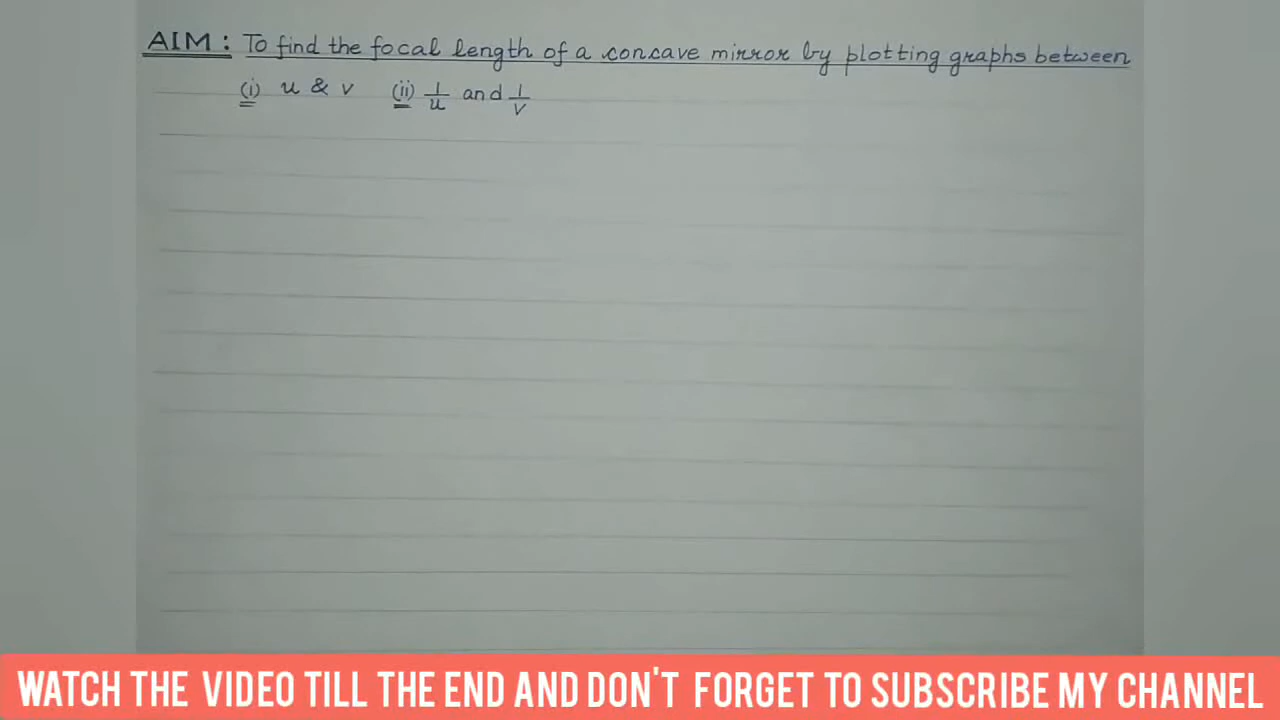 AIM : To find the focal length of a concave mirror by plotting graphs between
(i) u & v (ii) 1/u and 1/v
WATCH THE VIDEO TILL THE END AND DON'T FORGET TO SUBSCRIBE MY CHANNEL